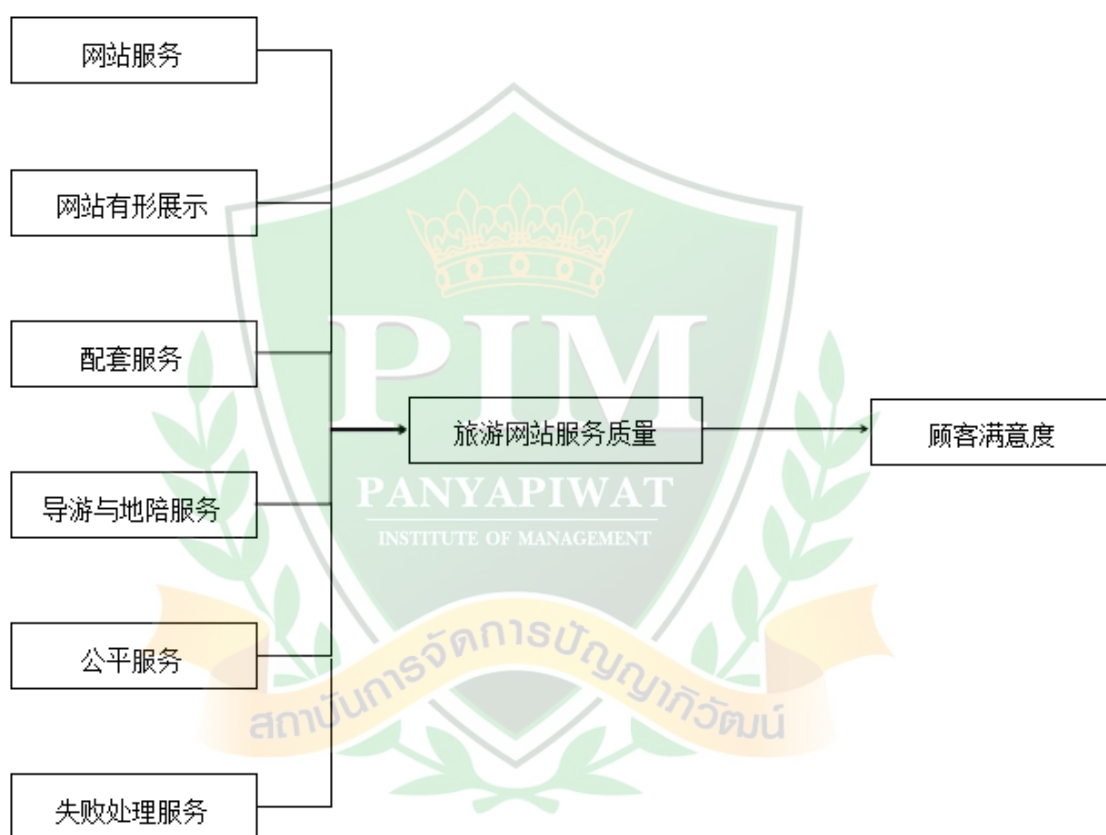 网站服务
网站有形展示
配套服务
旅游网站服务质量
顾客满意度
导游与地陪服务
公平服务
失败处理服务
PIM
PANYAPIWAT
INSTITUTE OF MANAGEMENT
สถาบันการจัดการปัญญาภิวัฒน์